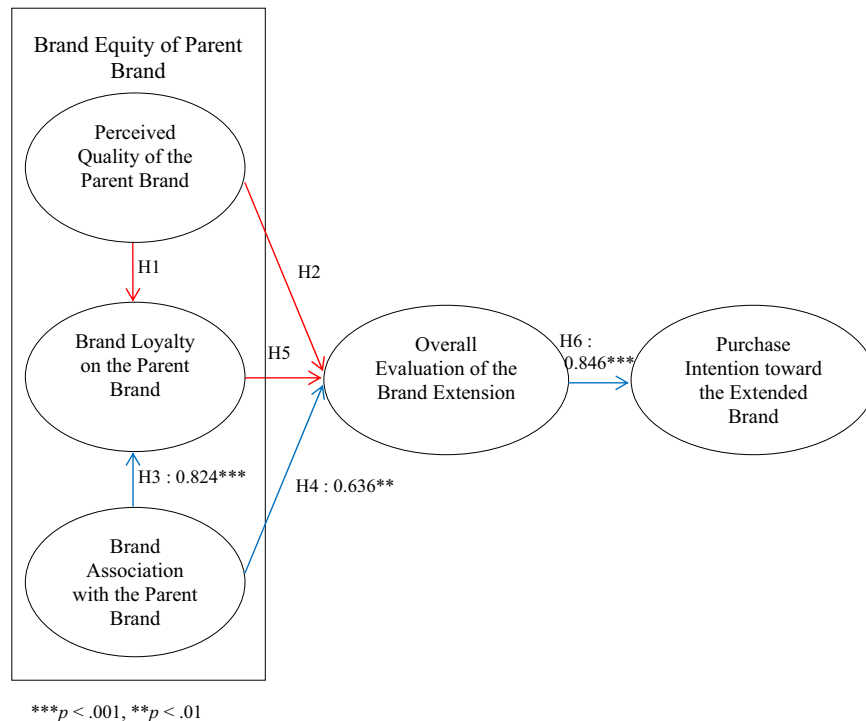 Brand Equity of Parent
Brand
Perceived
Quality of the
Parent Brand
H1
H2
Brand Loyalty
on the Parent
Brand
H5
Overall
Evaluation of the
Brand Extension
H6 :
0.846***
Purchase
Intention toward
the Extended
Brand
H3 : 0.824***
H4 : 0.636**
Brand
Association
with the Parent
Brand
***p < .001, **p < .01